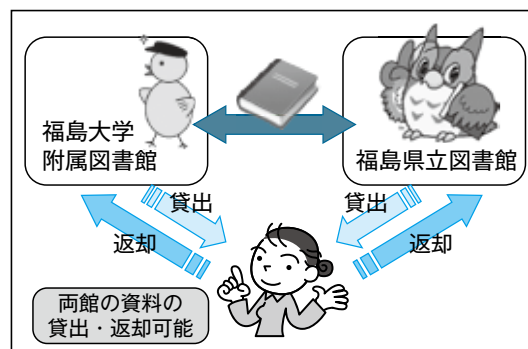 福島大学
附属図書館
福島県立図書館
貸出
貸出
返却
返却
両館の資料の
貸出・返却可能